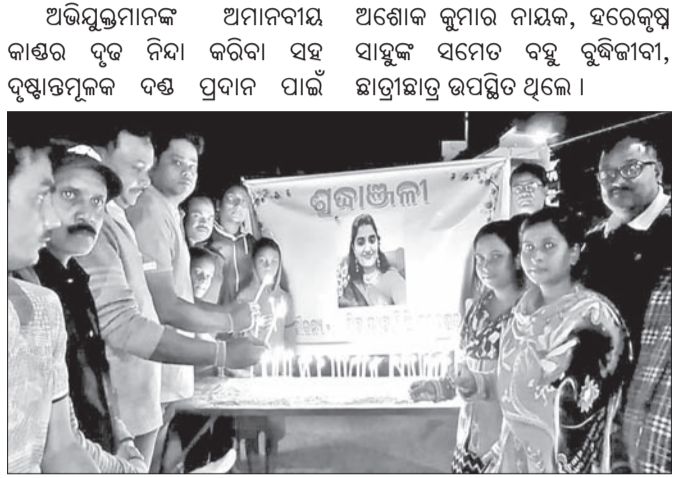 ଅଭିଯୁକ୍ତମାନଙ୍କ ଅମାନବୀୟ
କାଣ୍ଡର ଦୃଢ ନିନ୍ଦା କରିବା ସହ
ଦୃଷ୍ଟାନ୍ତମୂଳକ ଦଣ୍ଡ ପ୍ରଦାନ ପାଇଁ
ଅଶୋକ କୁମାର ନାୟକ, ହରେକୃଷ୍ଣ
ସାହୁଙ୍କ ସମେତ ବହୁ ବୁଦ୍ଧିଜୀବୀ,
ଛାତ୍ରୀଛାତ୍ର ଉପସ୍ଥିତ ଥିଲେ ।
ଶ୍ରଦ୍ଧାଞ୍ଜଳୀ